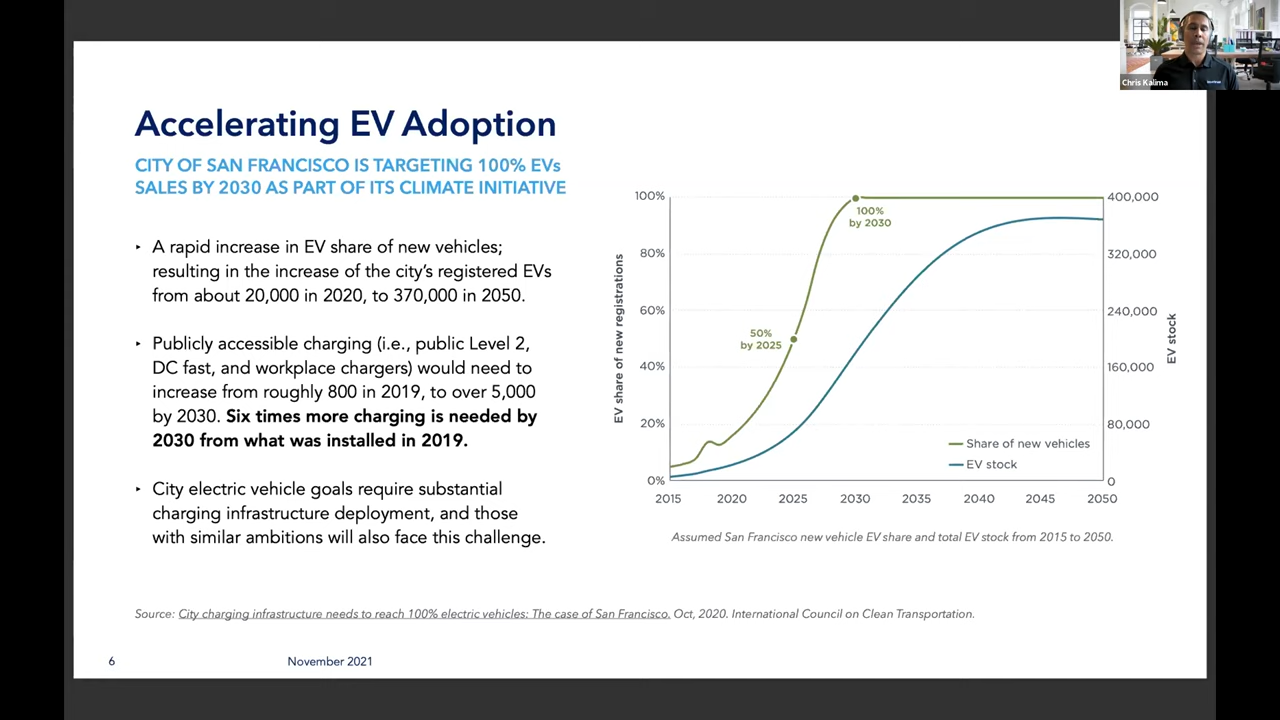 Chris Kalima
Accelerating EV Adoption
CITY OF SAN FRANCISCO IS TARGETING 100% EVs
SALES BY 2030 AS PART OF ITS CLIMATE INITIATIVE
‣ A rapid increase in EV share of new vehicles;
resulting in the increase of the city's registered EVs
from about 20,000 in 2020, to 370,000 in 2050.
‣ Publicly accessible charging (i.e., public Level 2,
DC fast, and workplace chargers) would need to
increase from roughly 800 in 2019, to over 5,000
by 2030. Six times more charging is needed by
2030 from what was installed in 2019.
‣ City electric vehicle goals require substantial
charging infrastructure deployment, and those
with similar ambitions will also face this challenge.
EV share of new registrations
100%
80%
60%
40%
20%
0%
100%
by 2030
50%
by 2025
Share of new vehicles
EV stock
400,000
320,000
240,000
160,000
80,000
0
EV stock
2015 2020 2025 2030 2035 2040 2045 2050
Assumed San Francisco new vehicle EV share and total EV stock from 2015 to 2050.
Source: City charging infrastructure needs to reach 100% electric vehicles: The case of San Francisco. Oct, 2020. International Council on Clean Transportation.
6 November 2021